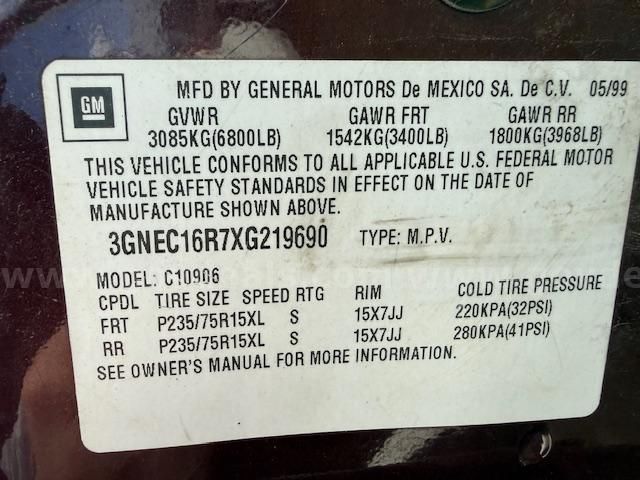 GM
MFD BY GENERAL MOTORS De MEXICO SA. De C.V. 05/99
GVWR GAWR FRT GAWR RR
3085KG(6800LB) 1542KG(3400LB) 1800KG(3968LB)
THIS VEHICLE CONFORMS TO ALL APPLICABLE U.S. FEDERAL MOTOR
VEHICLE SAFETY STANDARDS IN EFFECT ON THE DATE OF
MANUFACTURE SHOWN ABOVE.
3GNEC16R7XG219690 TYPE: M.P.V.
MODEL: C10906
CPDL TIRE SIZE SPEED RTG RIM COLD TIRE PRESSURE
FRT P235/75R15XL S 15X7JJ 220KPA(32PSI)
RR P235/75R15XL S 15X7JJ 280KPA(41PSI)
SEE OWNER'S MANUAL FOR MORE INFORMATION.